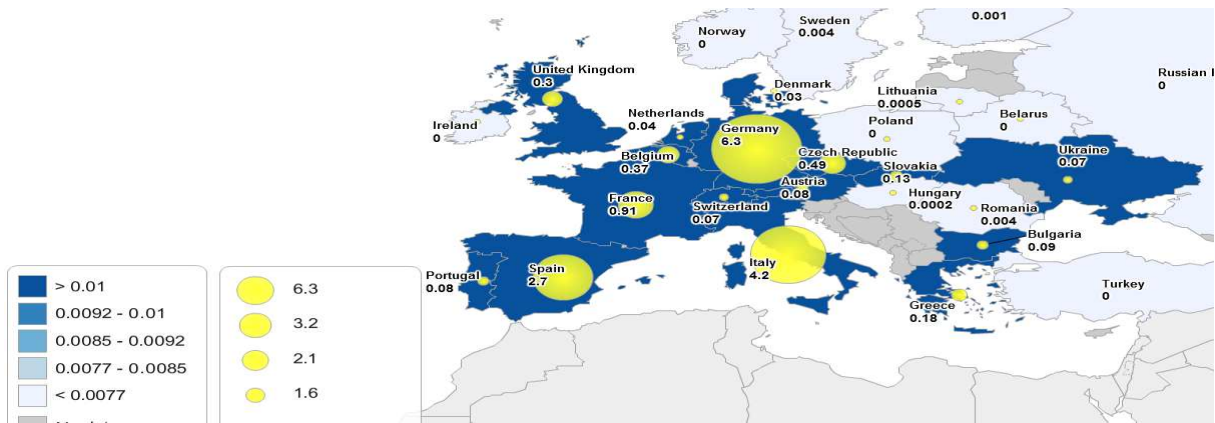 0.001
Sweden
0.004
Norway
0
Russian
0
United Kingdom
0.3
Denmark
0.03
Lithuania
0.0005
Netherlands
0.04
Belarus
0
Ireland
0
Germany
6.3
Poland
0
Belgium
0.37
Czech Republic
0.49
Ukraine
0.07
Slovakia
0.13
Austria
0.08
Hungary
0.0002
France
0.91
Switzerland
0.07
Romania
0.004
Bulgaria
0.09
Italy
4.2
Spain
2.7
Portugal
0.08
Turkey
0
Greece
0.18
> 0.01
0.0092 - 0.01
0.0085 - 0.0092
0.0077 - 0.0085
< 0.0077
6.3
3.2
2.1
1.6